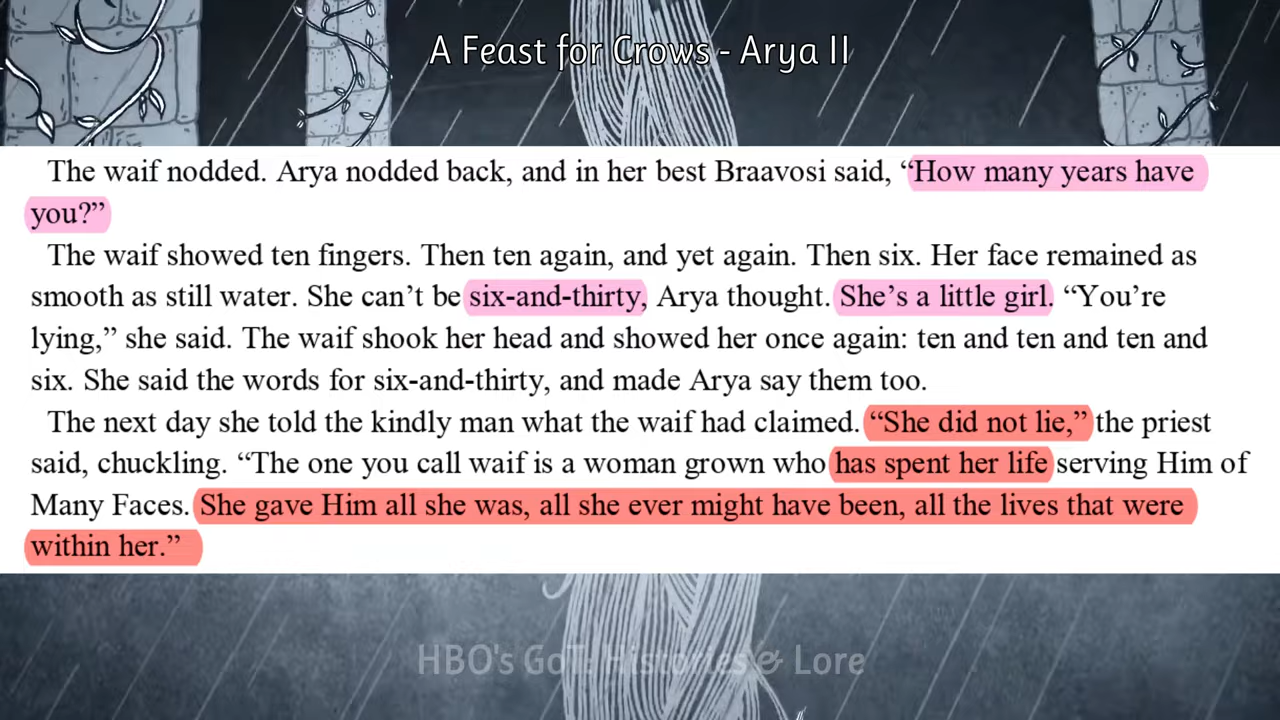 A Feast for Crows - Arya II
The waif nodded. Arya nodded back, and in her best Braavosi said, “How many years have
you?”
The waif showed ten fingers. Then ten again, and yet again. Then six. Her face remained as
smooth as still water. She can’t be six-and-thirty, Arya thought. She’s a little girl. “You’re
lying,” she said. The waif shook her head and showed her once again: ten and ten and ten and
six. She said the words for six-and-thirty, and made Arya say them too.
The next day she told the kindly man what the waif had claimed. “She did not lie,” the priest
said, chuckling. “The one you call waif is a woman grown who has spent her life serving Him of
Many Faces. She gave Him all she was, all she ever might have been, all the lives that were
within her.”
HBO's GoT: Histories & Lore